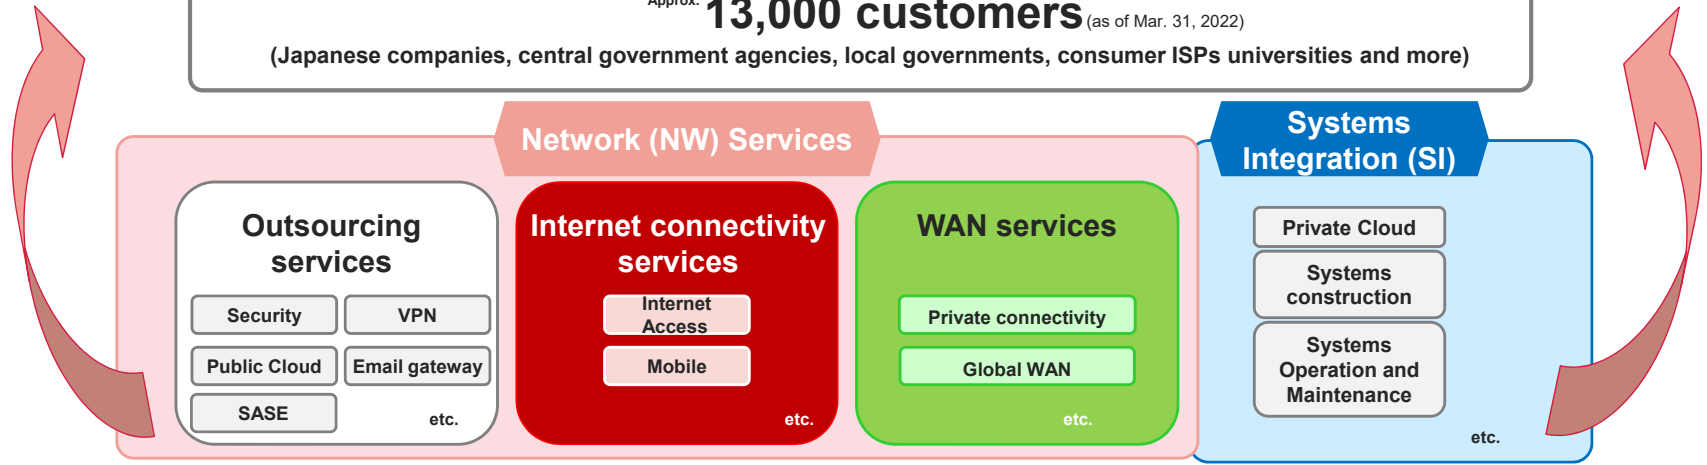 Approx. 13,000 customers (as of Mar. 31, 2022)
(Japanese companies, central government agencies, local governments, consumer ISPs universities and more)
Network (NW) Services
Systems
Integration (SI)
Outsourcing
services
Security
VPN
Public Cloud
Email gateway
SASE
etc.
Internet connectivity
services
Internet
Access
Mobile
etc.
WAN services
Private connectivity
Global WAN
etc.
Private Cloud
Systems
construction
Systems
Operation and
Maintenance
etc.